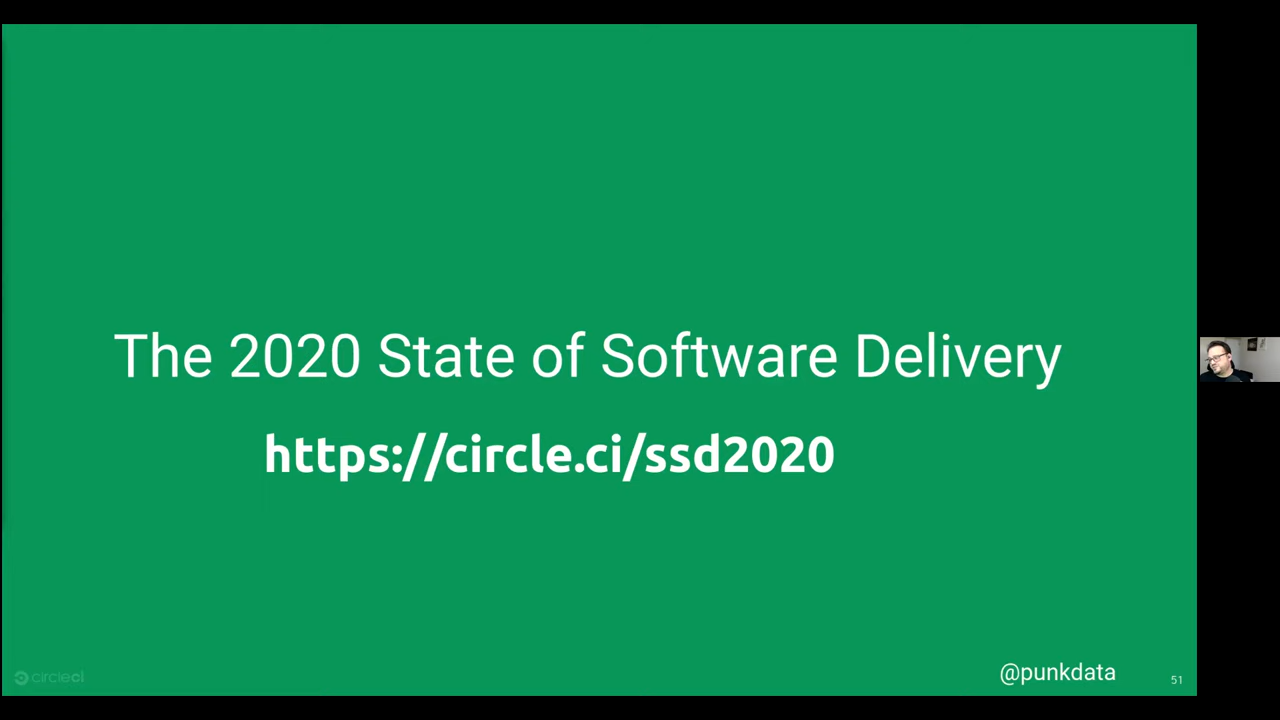 The 2020 State of Software Delivery
https://circle.ci/ssd2020
circleci
@punkdata
51